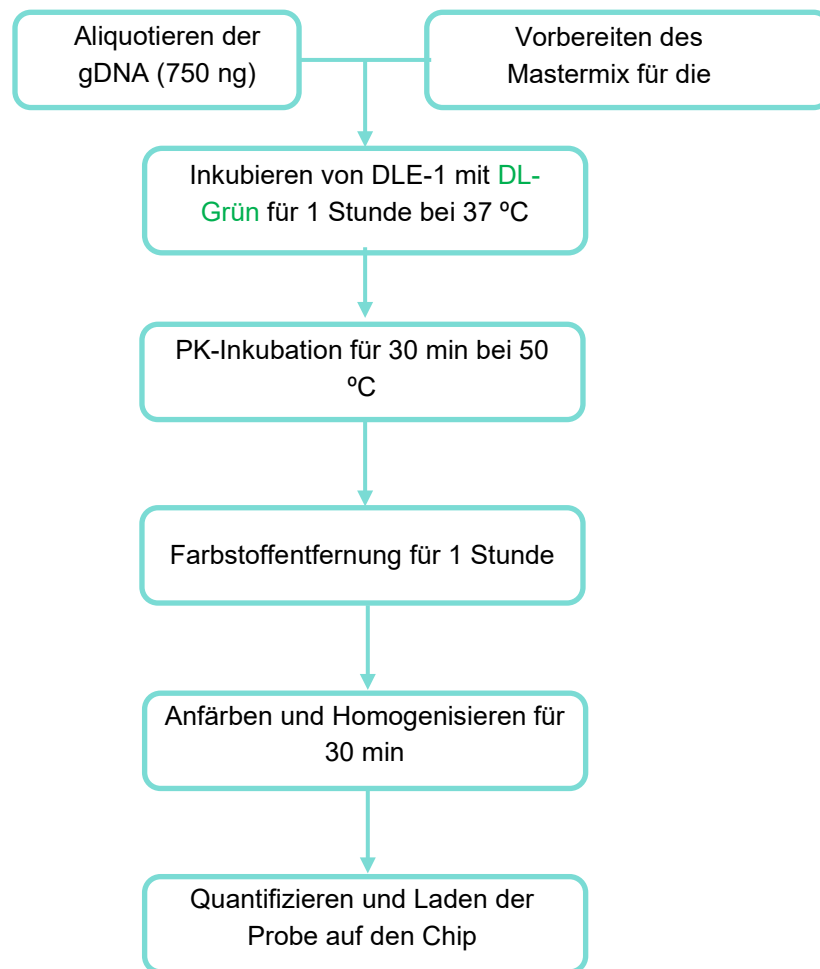 Aliquotieren der
gDNA (750 ng)
Vorbereiten des
Mastermix für die
Inkubieren von DLE-1 mit DL-
Grün für 1 Stunde bei 37 ºC
PK-Inkubation für 30 min bei 50
ºC
Farbstoffentfernung für 1 Stunde
Anfärben und Homogenisieren für
30 min
Quantifizieren und Laden der
Probe auf den Chip